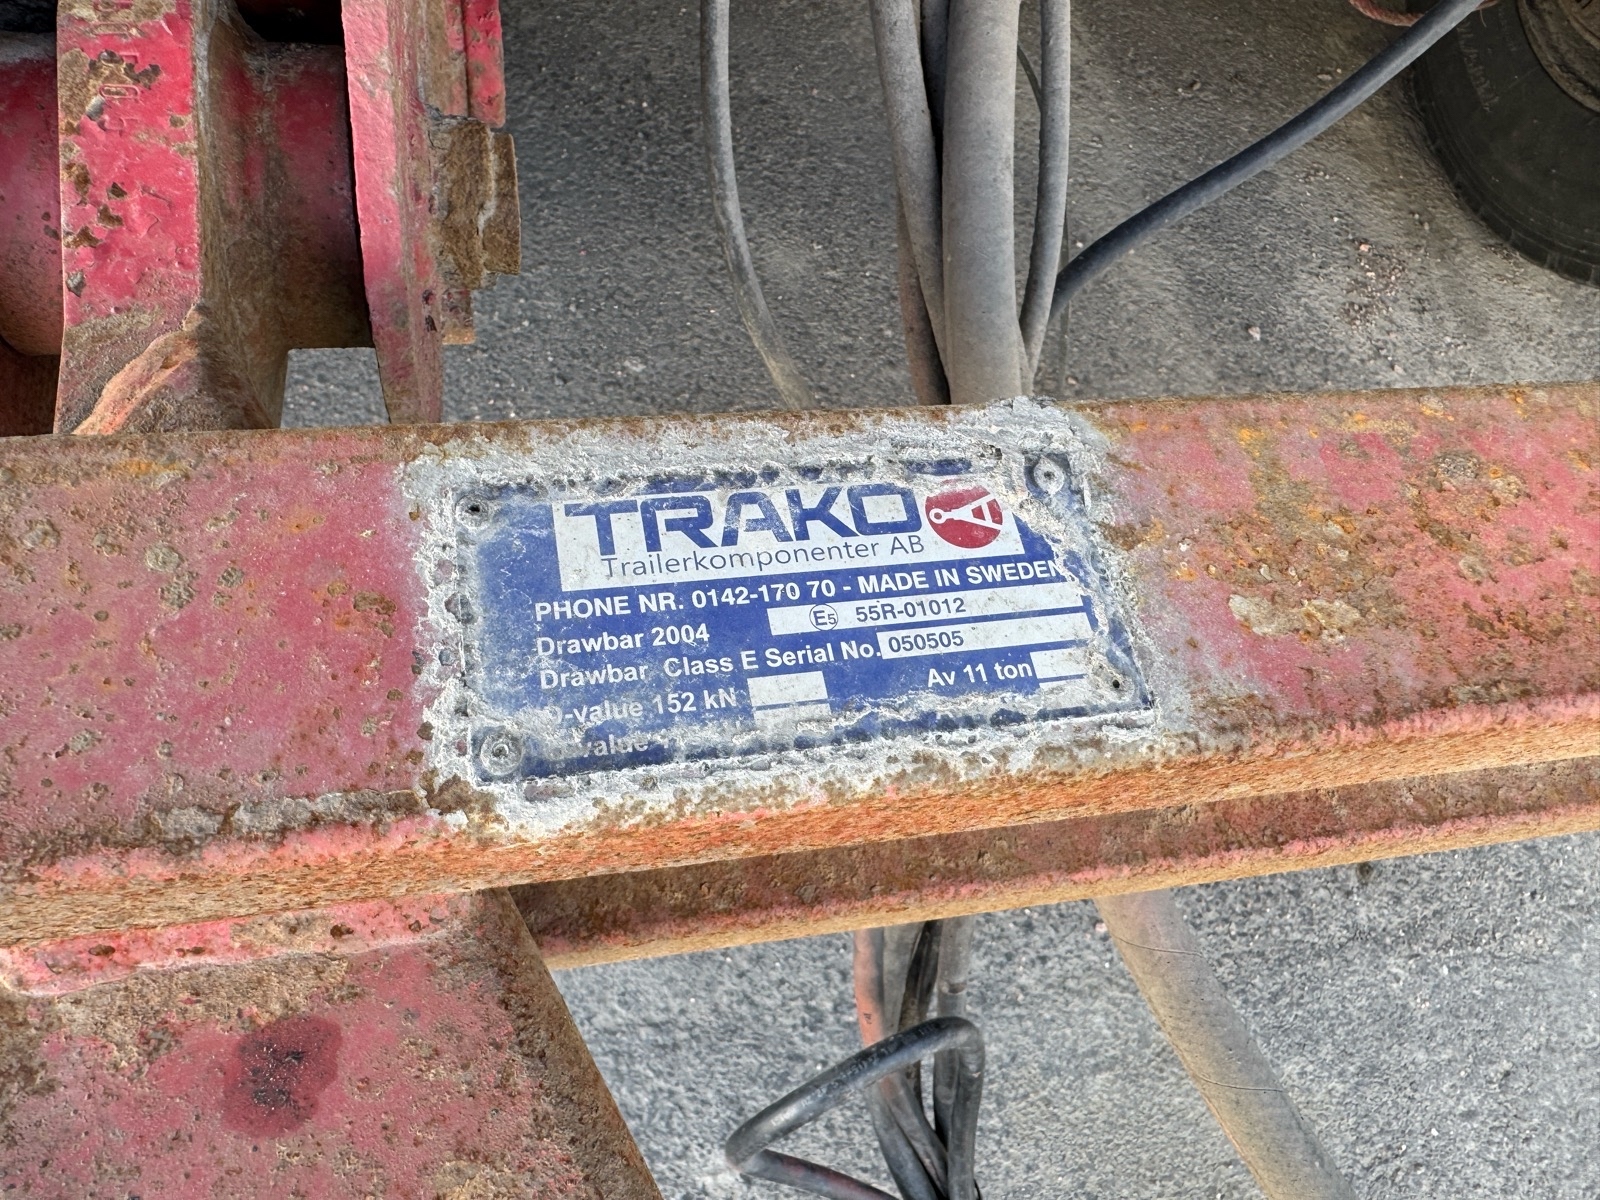 TRAKO
Trailerkomponenter AB
PHONE NR. 0142-170 70 - MADE IN SWEDEN
Drawbar 2004 E5 55R-01012
Drawbar Class E Serial No. 050505
D-value 152 kN Av 11 ton
value